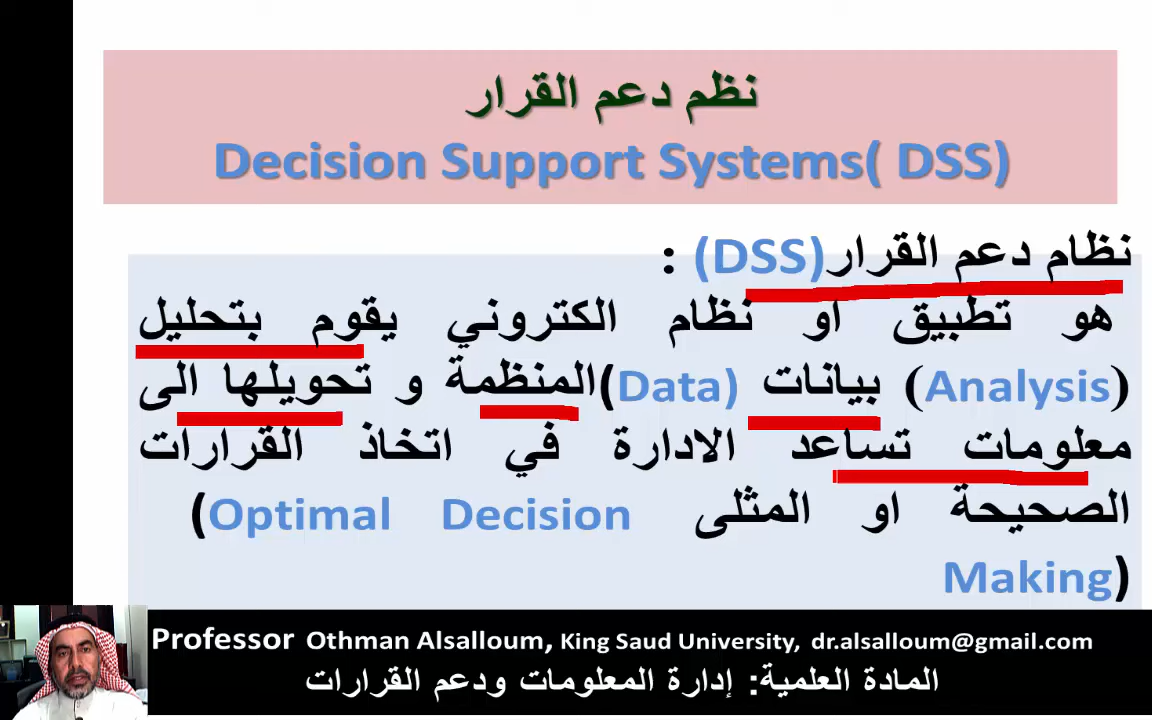 نظم دعم القرار
Decision Support Systems( DSS)
نظام دعم القرار(DSS) :
هو تطبيق او نظام الكتروني يقوم بتحليل
(Analysis) بيانات (Data)المنظمة و تحويلها الى
معلومات تساعد الادارة في اتخاذ القرارات
الصحيحة او المثلى Optimal Decision)
Making)
Professor Othman Alsalloum, King Saud University, dr.alsalloum@gmail.com
المادة العلمية: إدارة المعلومات ودعم القرارات